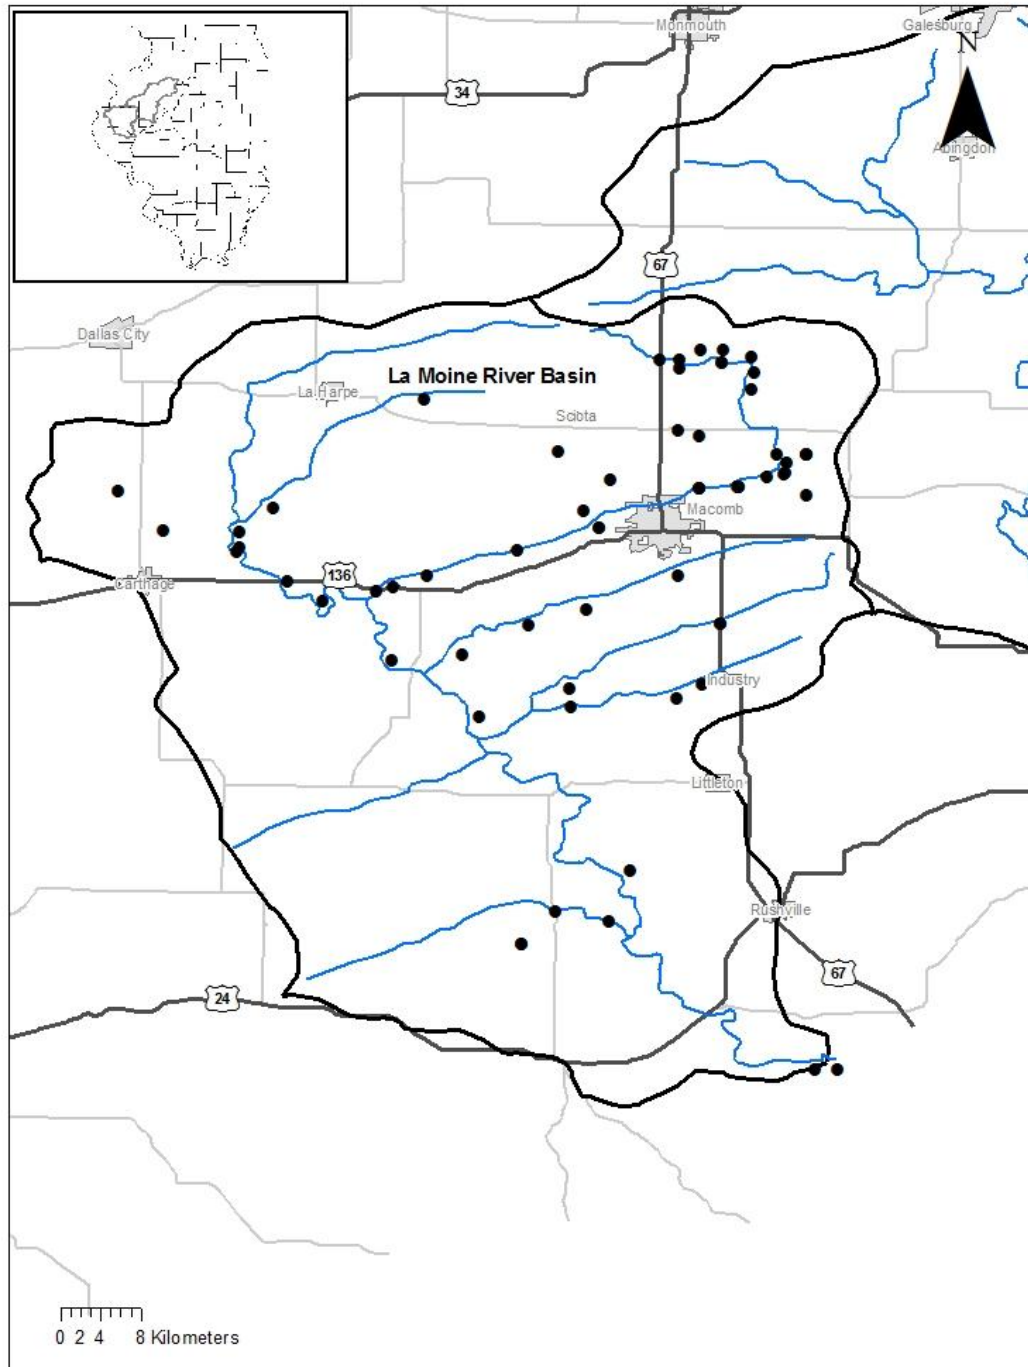 Monmouth
Galesburg
N
34
Abingdon
67
Dallas City
La Harpe
La Moine River Basin
Scibta
Macomb
136
Carthage
Industry
Littleton
Rushville
67
24
0 2 4 8 Kilometers